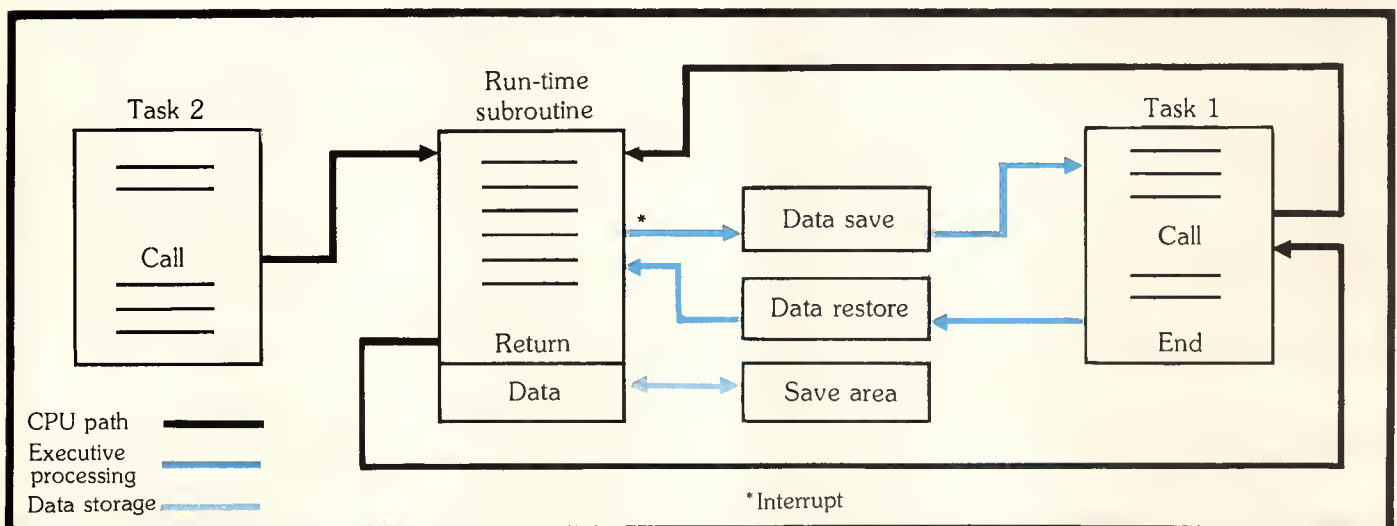 Task 2
Call
Run-time
subroutine
Return
Data
*
Data save
Data restore
Save area
Task 1
Call
End
CPU path
Executive
processing
Data storage
*Interrupt